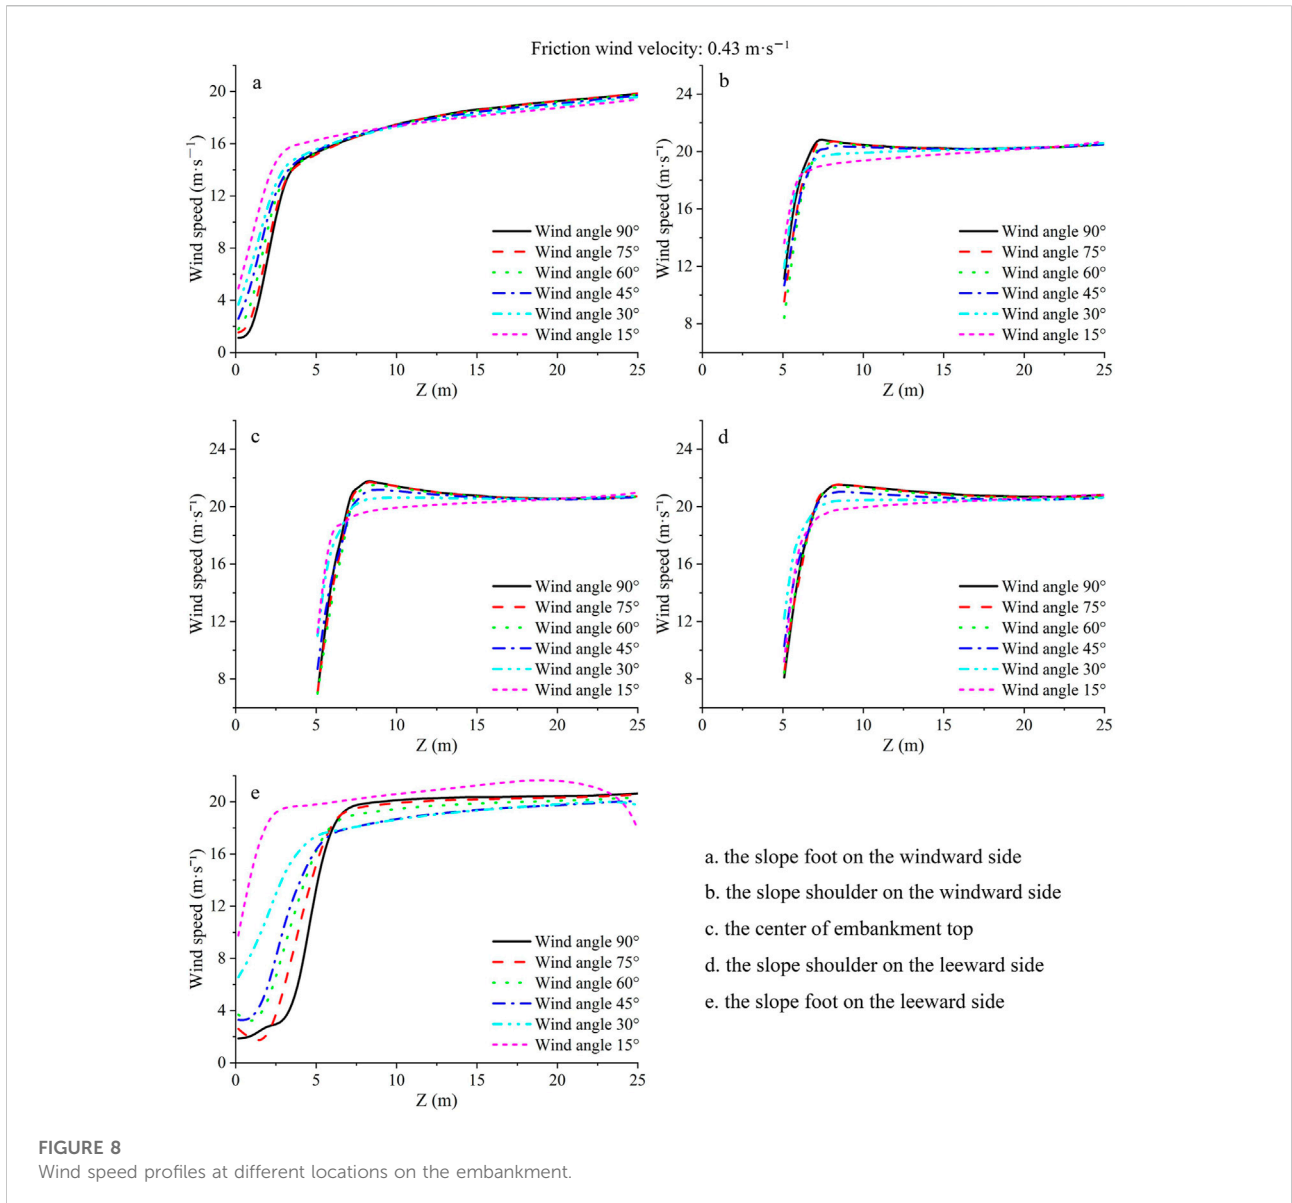 Friction wind velocity: 0.43 m·s⁻¹
a
20
16
12
8
4
0
Wind speed (m·s⁻¹)
Wind angle 90°
Wind angle 75°
Wind angle 60°
Wind angle 45°
Wind angle 30°
Wind angle 15°
0 5 10 15 20 25
Z (m)
b
24
20
16
12
8
Wind speed (m·s⁻¹)
Wind angle 90°
Wind angle 75°
Wind angle 60°
Wind angle 45°
Wind angle 30°
Wind angle 15°
0 5 10 15 20 25
Z (m)
c
24
20
16
12
8
Wind speed (m·s⁻¹)
Wind angle 90°
Wind angle 75°
Wind angle 60°
Wind angle 45°
Wind angle 30°
Wind angle 15°
0 5 10 15 20 25
Z (m)
d
24
20
16
12
8
Wind speed (m·s⁻¹)
Wind angle 90°
Wind angle 75°
Wind angle 60°
Wind angle 45°
Wind angle 30°
Wind angle 15°
0 5 10 15 20 25
Z (m)
e
20
16
12
8
4
0
Wind speed (m·s⁻¹)
Wind angle 90°
Wind angle 75°
Wind angle 60°
Wind angle 45°
Wind angle 30°
Wind angle 15°
0 5 10 15 20 25
Z (m)
a. the slope foot on the windward side
b. the slope shoulder on the windward side
c. the center of embankment top
d. the slope shoulder on the leeward side
e. the slope foot on the leeward side
FIGURE 8
Wind speed profiles at different locations on the embankment.